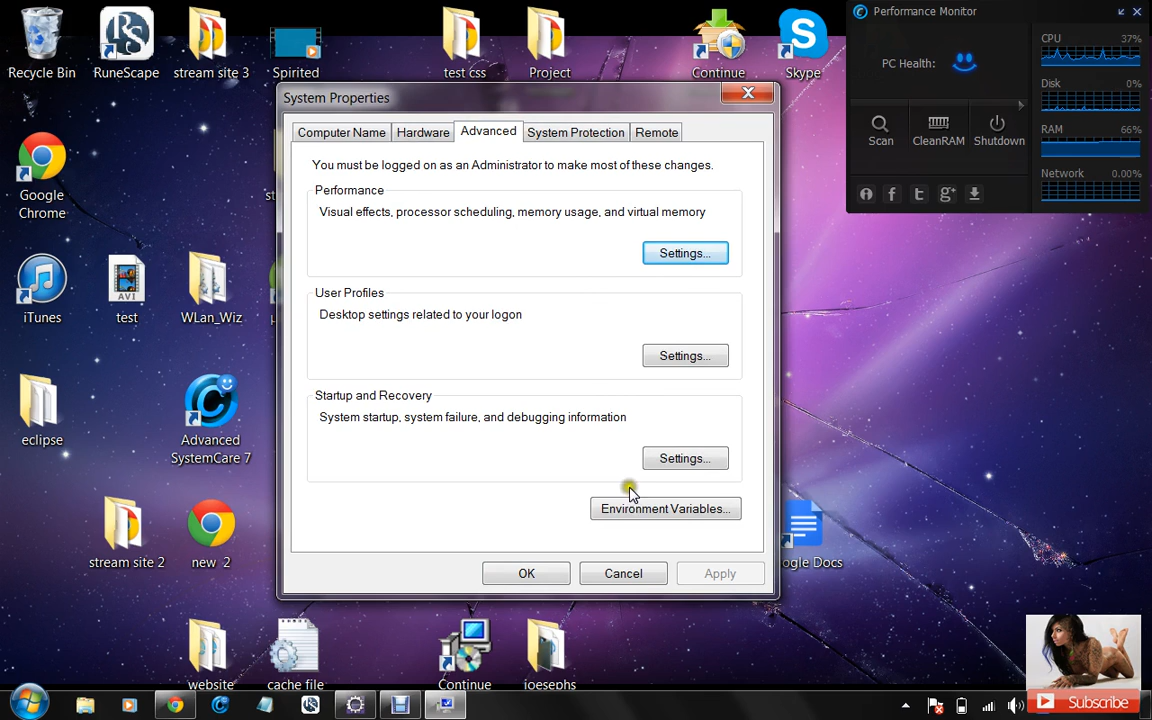 Recycle Bin
RuneScape
stream site 3
Spirited
test css
Project
Continue
Skype
Performance Monitor
CPU 37%
PC Health:
Disk 0%
RAM 66%
Scan
CleanRAM
Shutdown
Network 0.00%
System Properties
Computer Name
Hardware
Advanced
System Protection
Remote
You must be logged on as an Administrator to make most of these changes.
Performance
Visual effects, processor scheduling, memory usage, and virtual memory
Settings...
User Profiles
Desktop settings related to your logon
Settings...
Startup and Recovery
System startup, system failure, and debugging information
Settings...
Environment Variables...
OK
Cancel
Apply
Google
Chrome
iTunes
AVI
test
WLan_Wiz
eclipse
Advanced
SystemCare 7
stream site 2
new 2
ogle Docs
website
cache file
Continue
joesephs
Subscribe